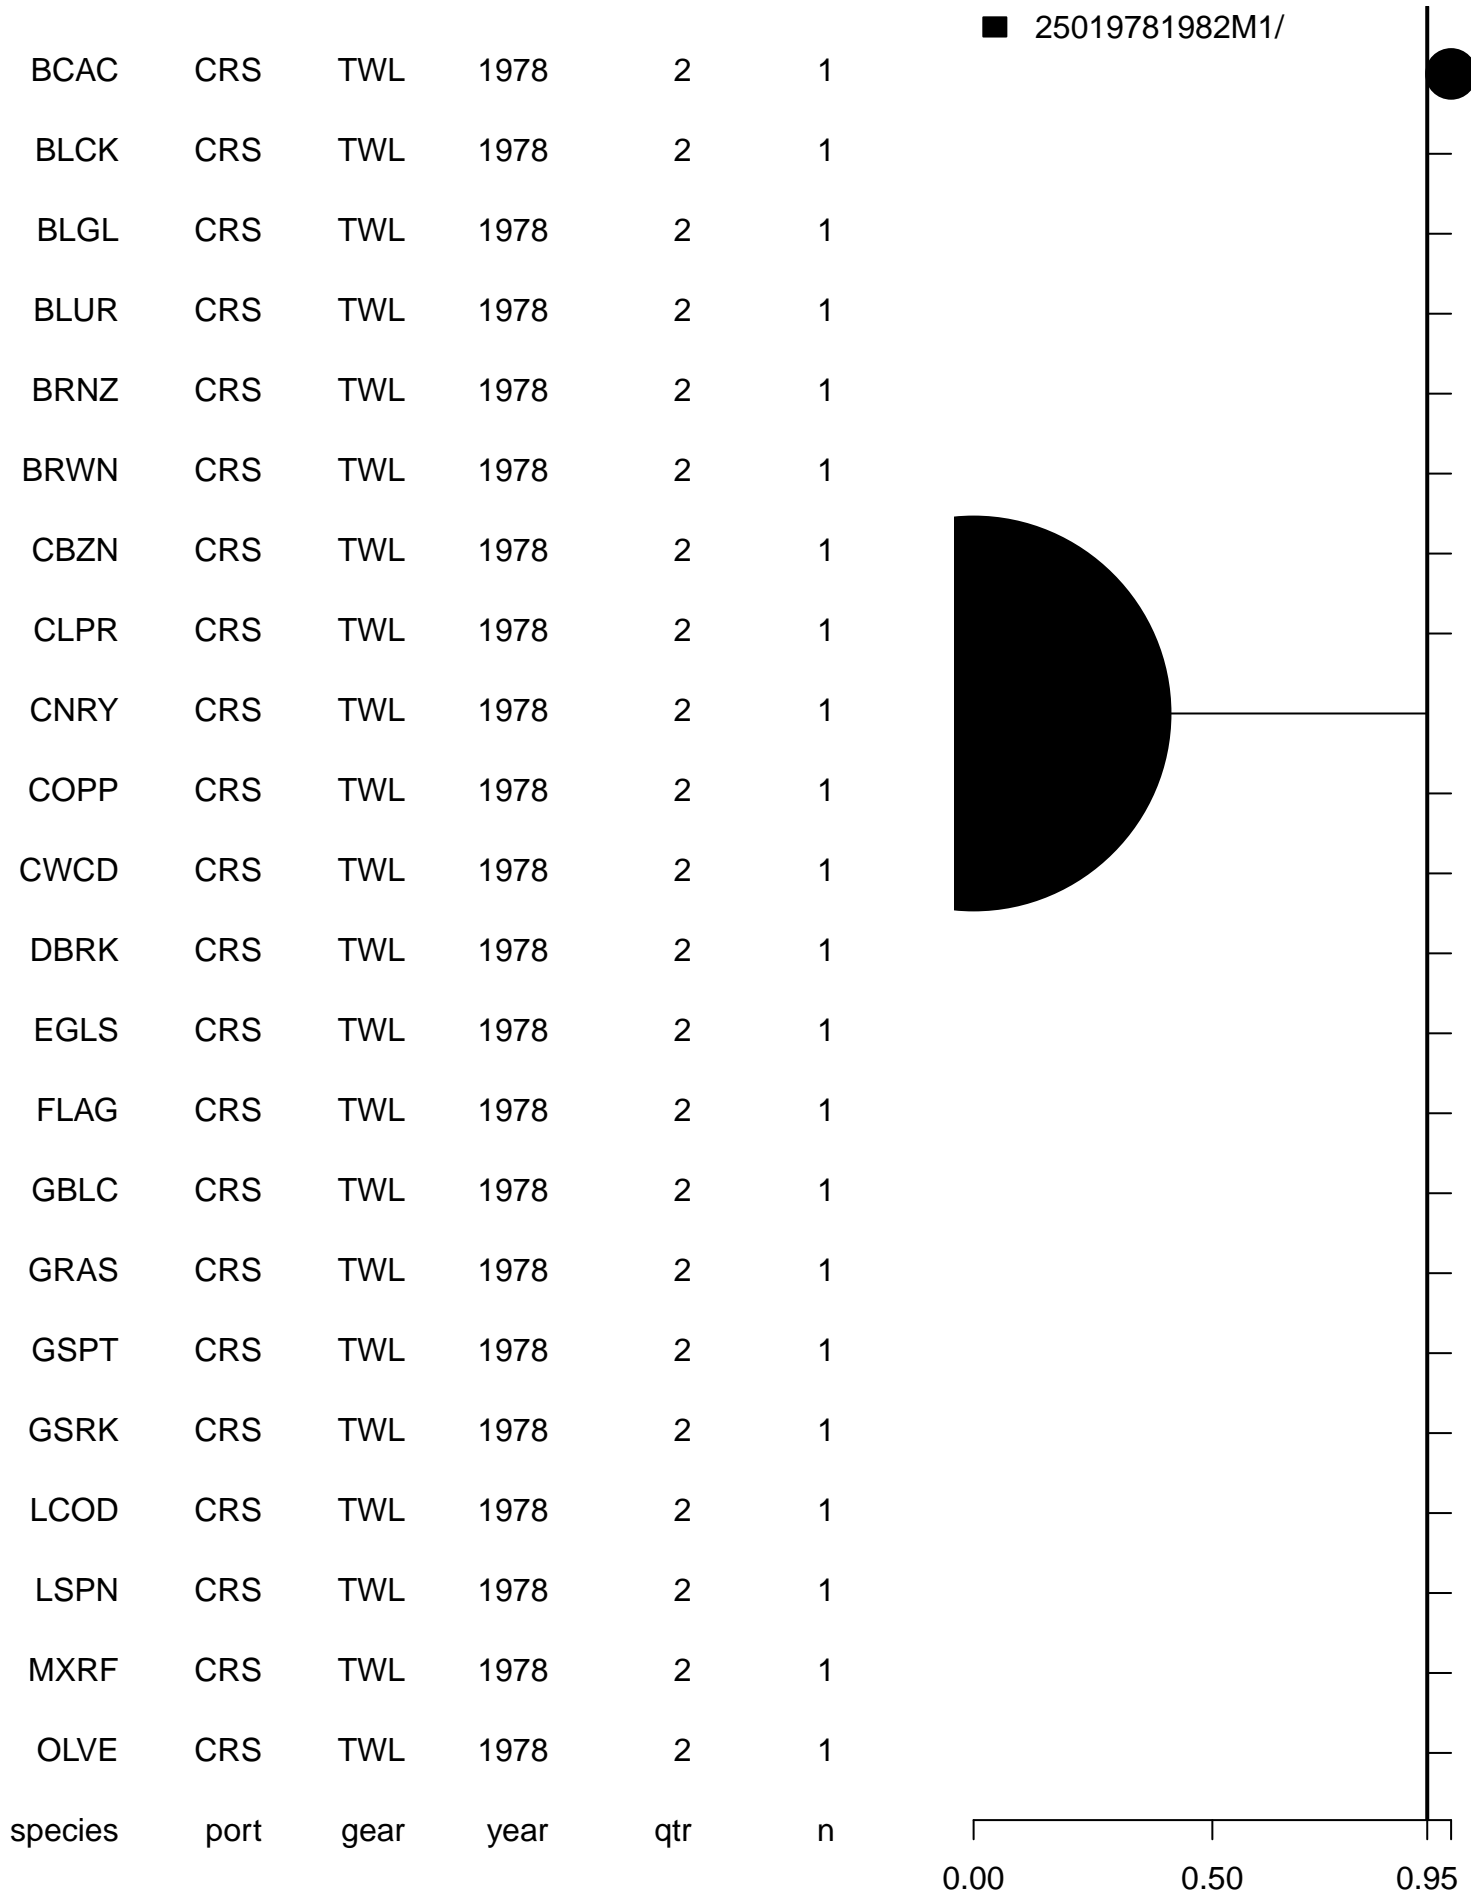 25019781982M1/
BCAC CRS TWL 1978 2 1
BLCK CRS TWL 1978 2 1
BLGL CRS TWL 1978 2 1
BLUR CRS TWL 1978 2 1
BRNZ CRS TWL 1978 2 1
BRWN CRS TWL 1978 2 1
CBZN CRS TWL 1978 2 1
CLPR CRS TWL 1978 2 1
CNRY CRS TWL 1978 2 1
COPP CRS TWL 1978 2 1
CWCD CRS TWL 1978 2 1
DBRK CRS TWL 1978 2 1
EGLS CRS TWL 1978 2 1
FLAG CRS TWL 1978 2 1
GBLC CRS TWL 1978 2 1
GRAS CRS TWL 1978 2 1
GSPT CRS TWL 1978 2 1
GSRK CRS TWL 1978 2 1
LCOD CRS TWL 1978 2 1
LSPN CRS TWL 1978 2 1
MXRF CRS TWL 1978 2 1
OLVE CRS TWL 1978 2 1
species port gear year qtr n
0.00 0.50 0.95